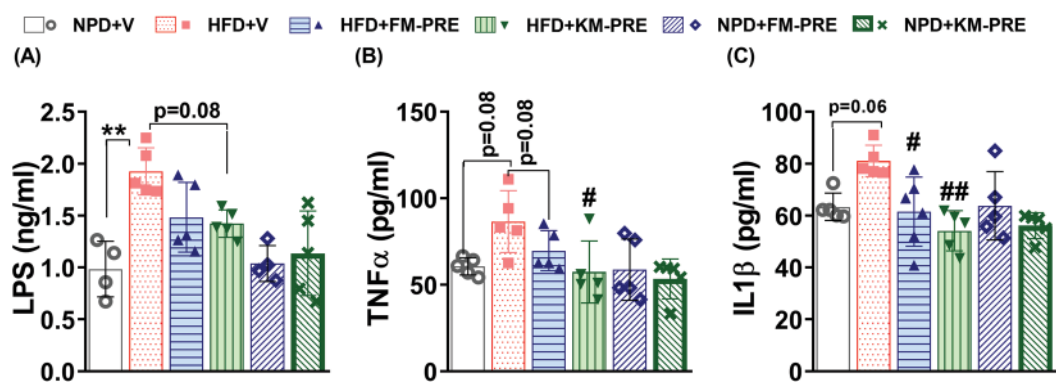 NPD+V HFD+V HFD+FM-PRE HFD+KM-PRE NPD+FM-PRE NPD+KM-PRE
(A)
LPS (ng/ml)
2.5
2.0
1.5
1.0
0.5
0.0
**
p=0.08
(B)
TNFα (pg/ml)
150
100
50
0
p=0.08
p=0.08
#
(C)
IL1β (pg/ml)
100
80
60
40
20
0
p=0.06
#
##